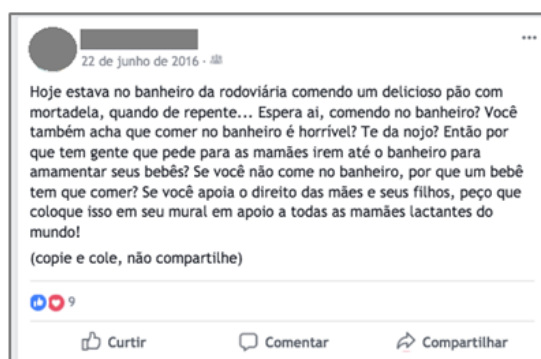 22 de junho de 2016 ·
Hoje estava no banheiro da rodoviária comendo um delicioso pão com
mortadela, quando de repente... Espera ai, comendo no banheiro? Você
também acha que comer no banheiro é horrível? Te da nojo? Então por
que tem gente que pede para as mamães irem até o banheiro para
amamentar seus bebês? Se você não come no banheiro, por que um bebê
tem que comer? Se você apoia o direito das mães e seus filhos, peço que
coloque isso em seu mural em apoio a todas as mamães lactantes do
mundo!
(copie e cole, não compartilhe)
9
Curtir Comentar Compartilhar